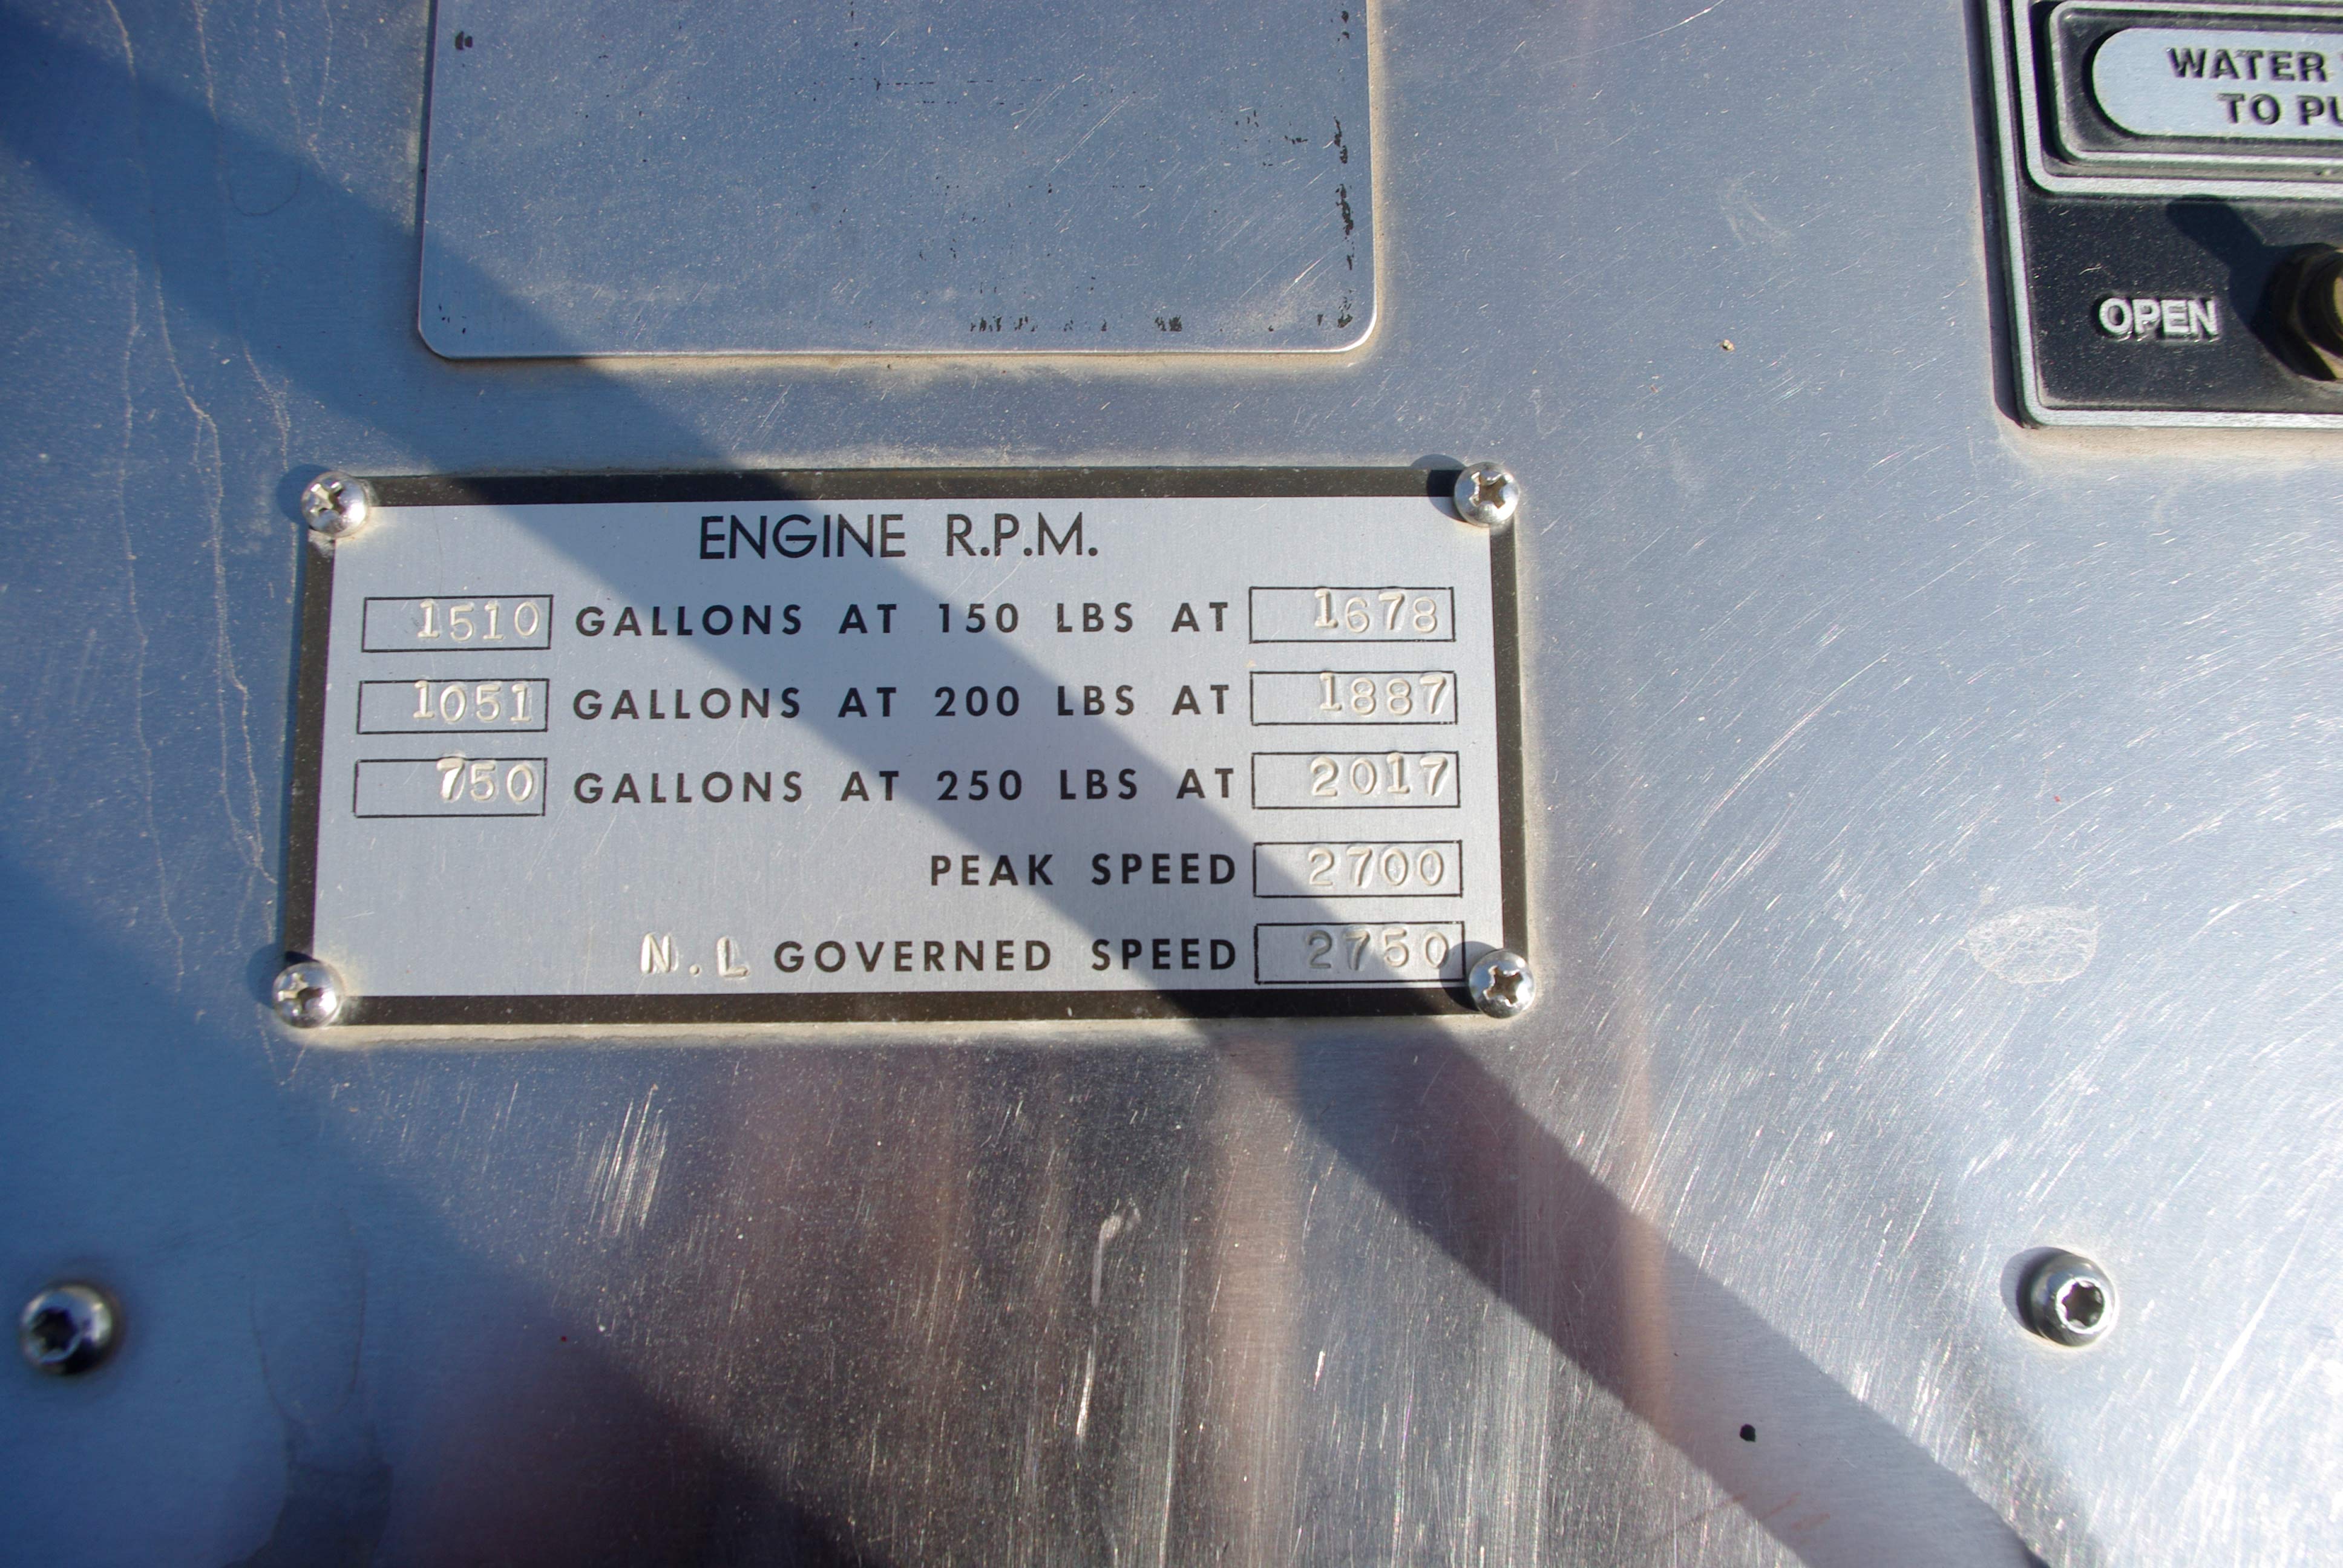 WATER
TO
OPEN
ENGINE R.P.M.
1510 GALLONS AT 150 LBS AT 1678
1051 GALLONS AT 200 LBS AT 1887
750 GALLONS AT 250 LBS AT 2017
PEAK SPEED 2700
N.L GOVERNED SPEED 2750